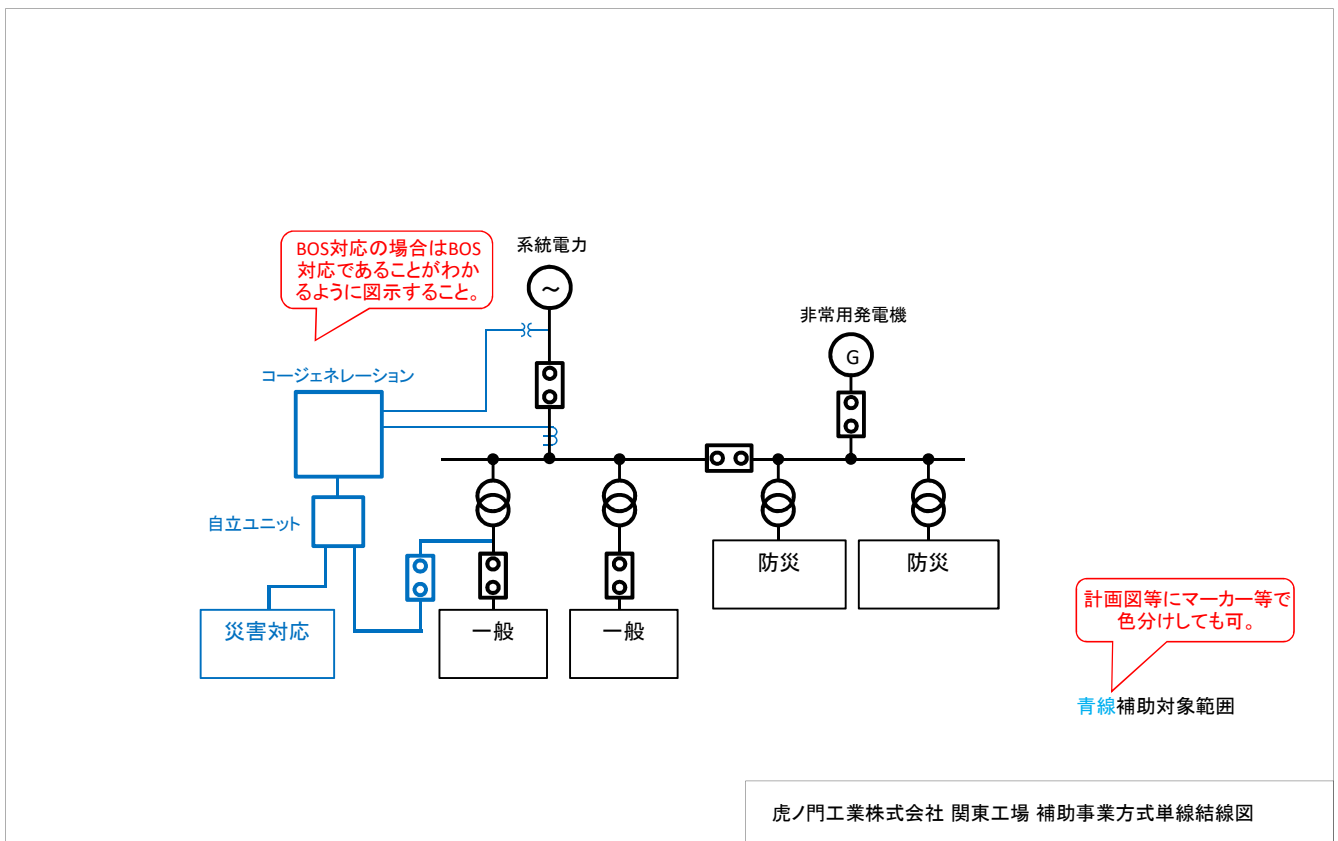 BOS対応の場合はBOS
対応であることがわか
るように図示すること。
系統電力
～
非常用発電機
G
コージェネレーション
自立ユニット
災害対応
一般
一般
防災
防災
計画図等にマーカー等で
色分けしても可。
青線補助対象範囲
虎ノ門工業株式会社 関東工場 補助事業方式単線結線図